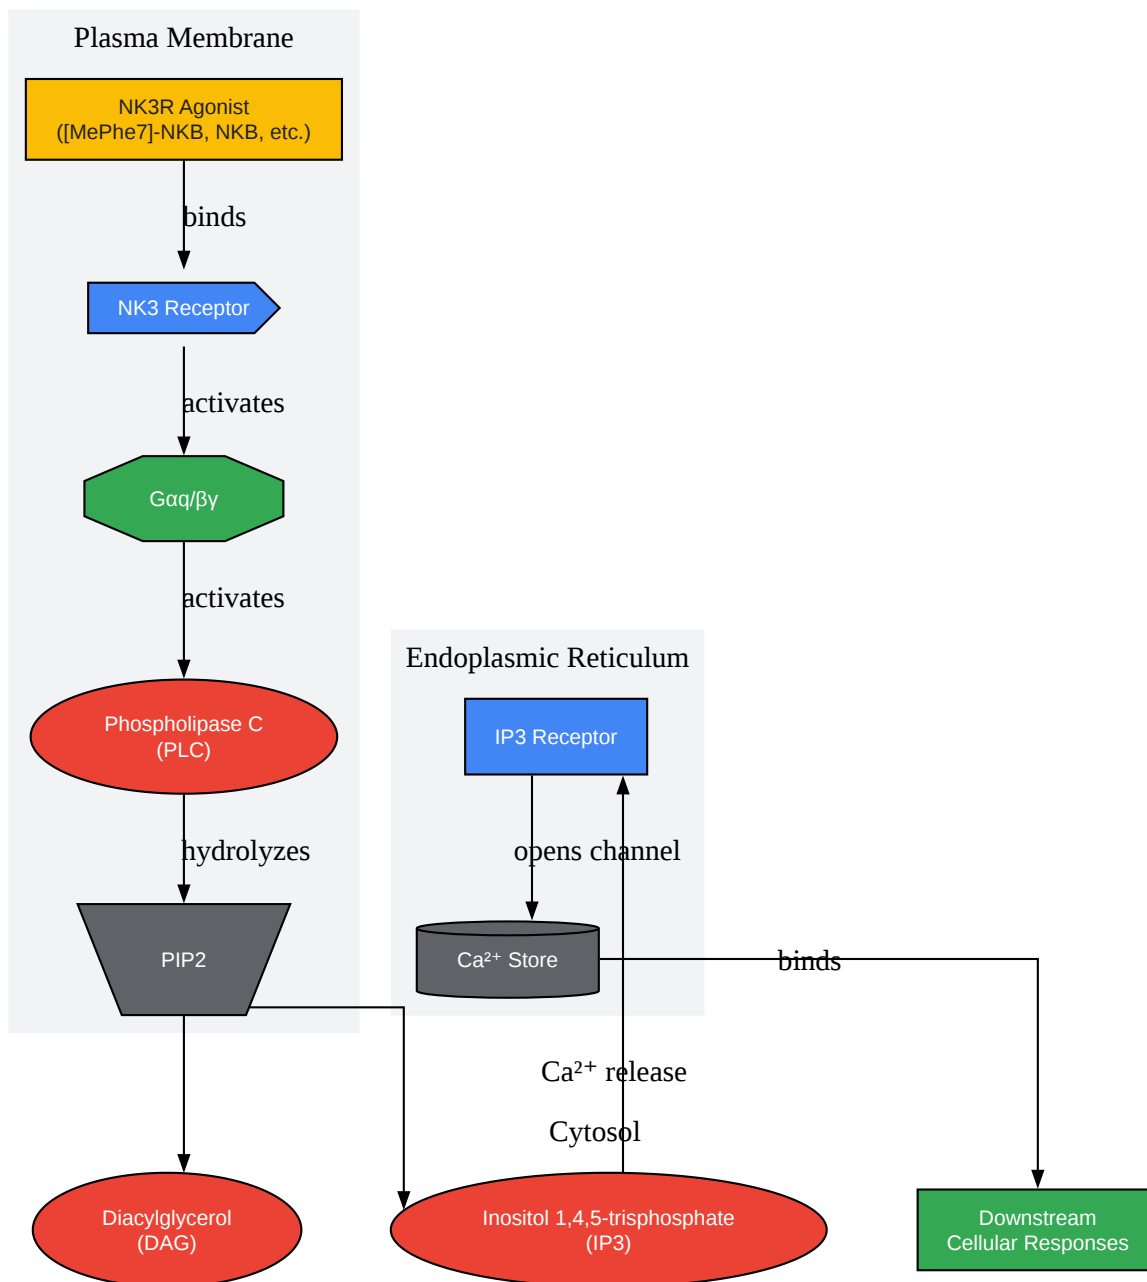 Plasma Membrane
NK3R Agonist
([MePhe7]-NKB, NKB, etc.)
binds
NK3 Receptor
activates
Gαq/βγ
activates
Phospholipase C
(PLC)
hydrolyzes
PIP2
Endoplasmic Reticulum
IP3 Receptor
opens channel
Ca²⁺ Store
binds
Ca²⁺ release
Cytosol
Diacylglycerol
(DAG)
Inositol 1,4,5-trisphosphate
(IP3)
Downstream
Cellular Responses